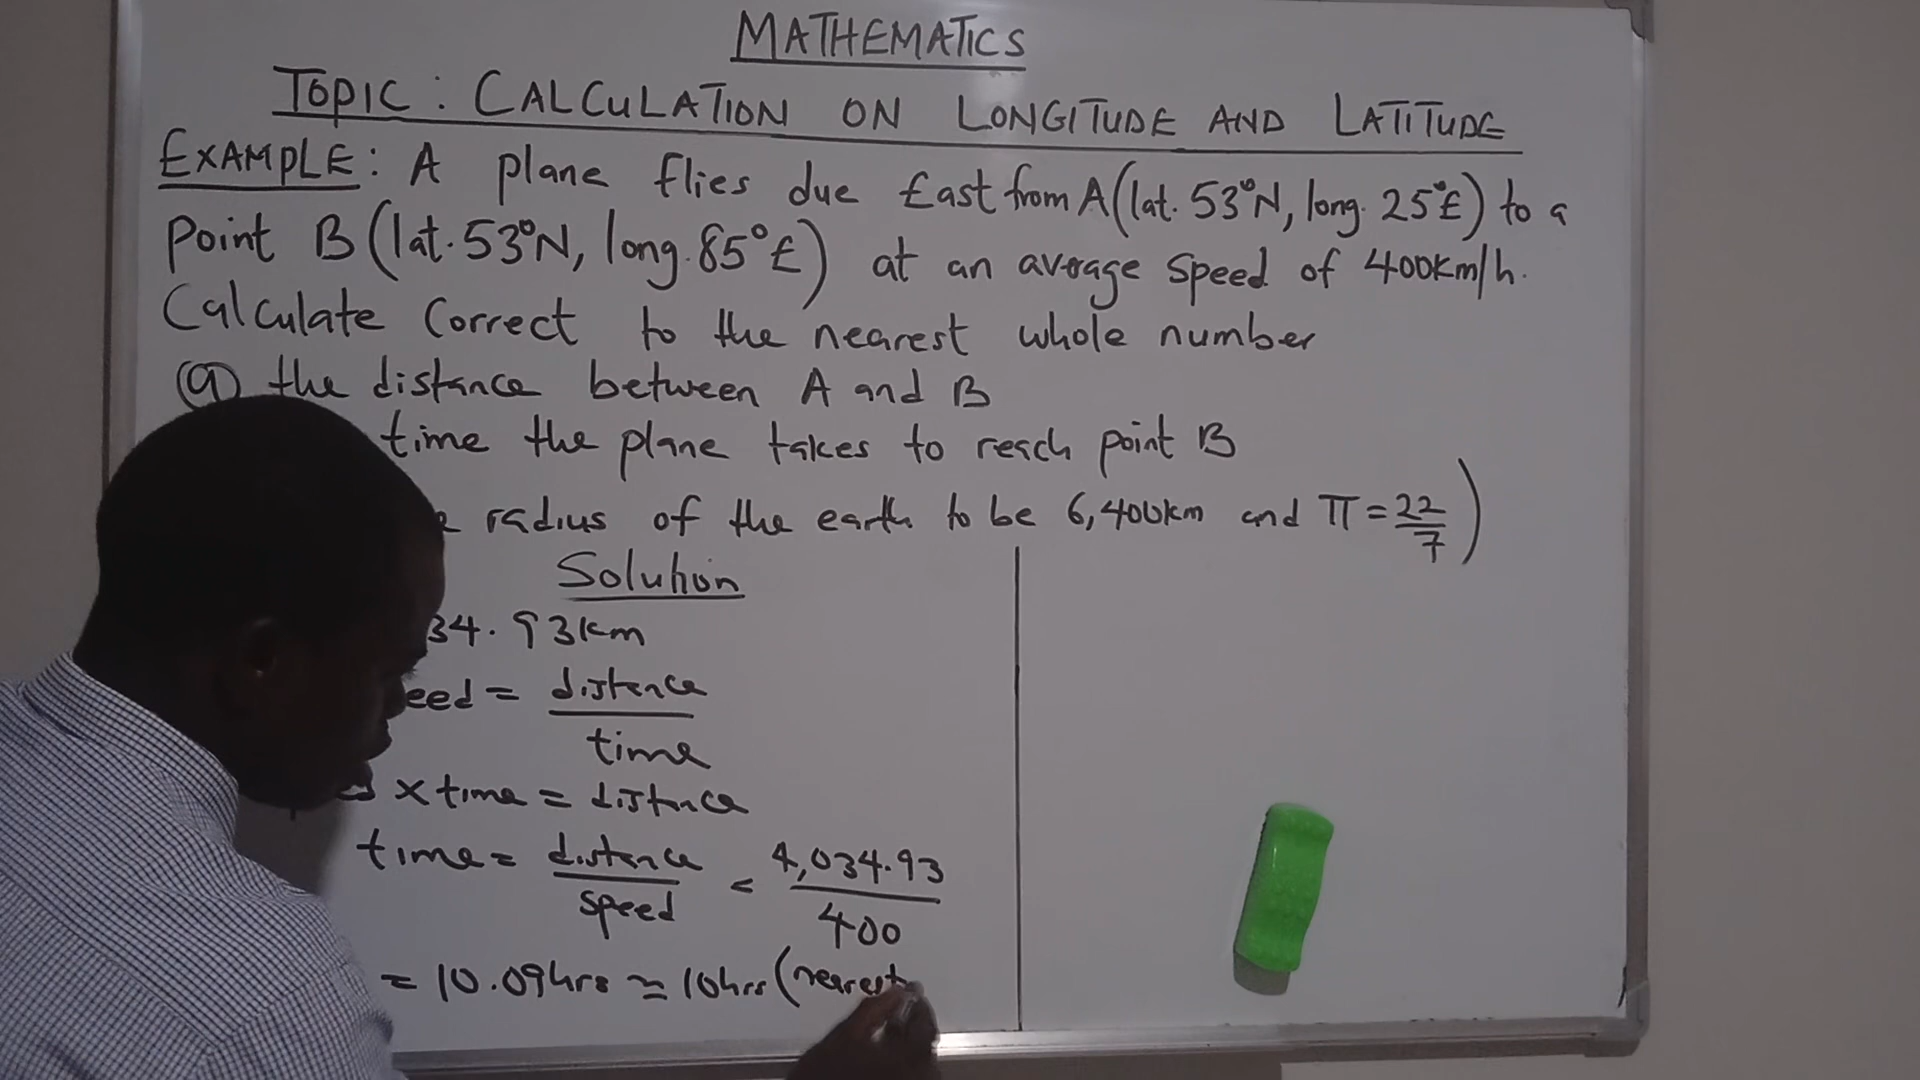 MATHEMATICS
TOPIC: CALCULATION ON LONGITUDE AND LATITUDE
EXAMPLE: A plane flies due East from A(lat. 53°N, long. 25°E) to a
Point B (lat. 53°N, long. 85°E) at an average speed of 400km/h.
Calculate Correct to the nearest whole number
(a) the distance between A and B
time the plane takes to reach point B
radius of the earth to be 6,400km and π = 22/7)
Solution
34.93km
eed = distance/time
x time = distance
time = distance/speed = 4,034.93/400
= 10.09hrs ≈ 10hrs (nearest